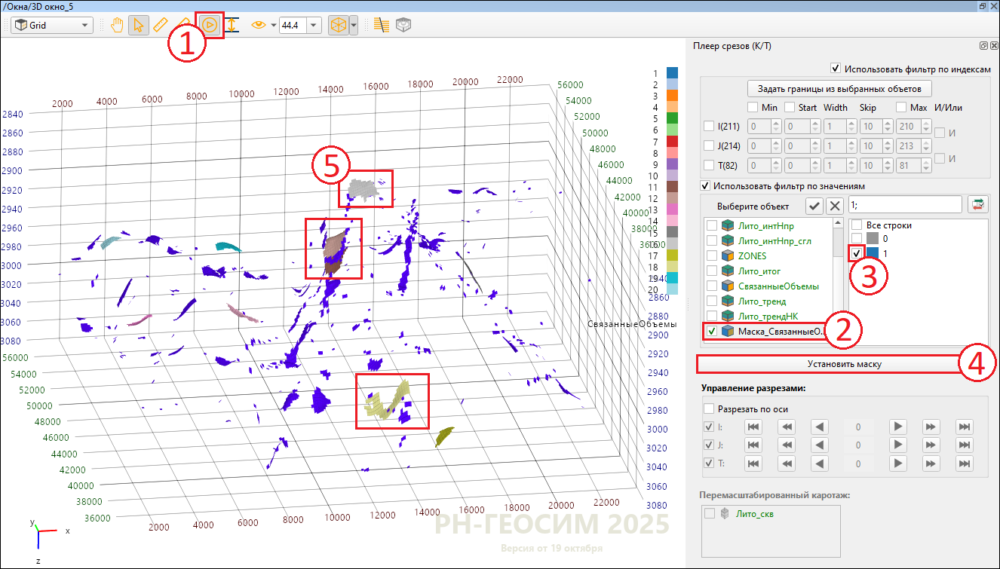 /Окна/3D окно_5
Grid
44.4
1
Плеер срезов (К/Т)
Использовать фильтр по индексам
Задать границы из выбранных объетов
Min Start Width Skip Max И/Или
I(211) 0 0 1 10 210 И
J(214) 0 0 1 10 213
T(82) 0 0 1 10 81 И
Использовать фильтр по значениям
Выберите объект 1;
Лито_интНпр
Лито_интНпр_сгл
ZONES
Лито_итог
СвязанныеОбъемы
Лито_тренд
Лито_трендНК
Маска_СвязанныеО...
Все строки
0
1
3
2
Установить маску
4
Управление разрезами:
Разрезать по оси
I: 0
J: 0
T: 0
Перемасштабированный каротаж:
Лито_скв
2000 4000 6000 8000 10000 12000 14000 16000 18000 20000 22000
2840
2860
2880
2900
2920
2940
2960
2980
3000
3020
3040
3060
3080
56000
54000
52000
50000
48000
46000
44000
42000
40000
38000
36000
56000
54000
52000
50000
48000
46000
44000
42000
40000
38000
36000
5
1
2
3
4
5
6
7
8
9
10
11
12
13
14
15
16
17
18
19
20
2840
2860
2880
2900
2920
2940
2960
2980
3000
3020
3040
3060
3080
СвязанныеОбъемы
2000 4000 6000 8000 10000 12000 14000 16000 18000 20000 22000
y
x
z
РН-ГЕОСИМ 2025
Версия от 19 октября